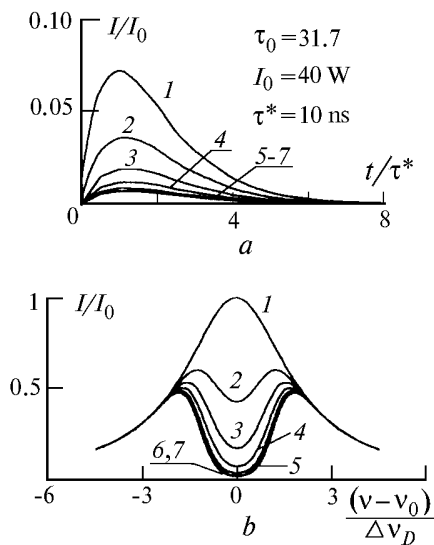 0.10 I/I₀
τ₀ = 31.7
I₀ = 40 W
τ* = 10 ns
1
0.05
2
3
4
5-7
t/τ*
0 4 8
a
1 I/I₀
1
2
0.5
3
4
6,7
5
-6 -3 0 3
(ν − ν₀)
Δν_D
b